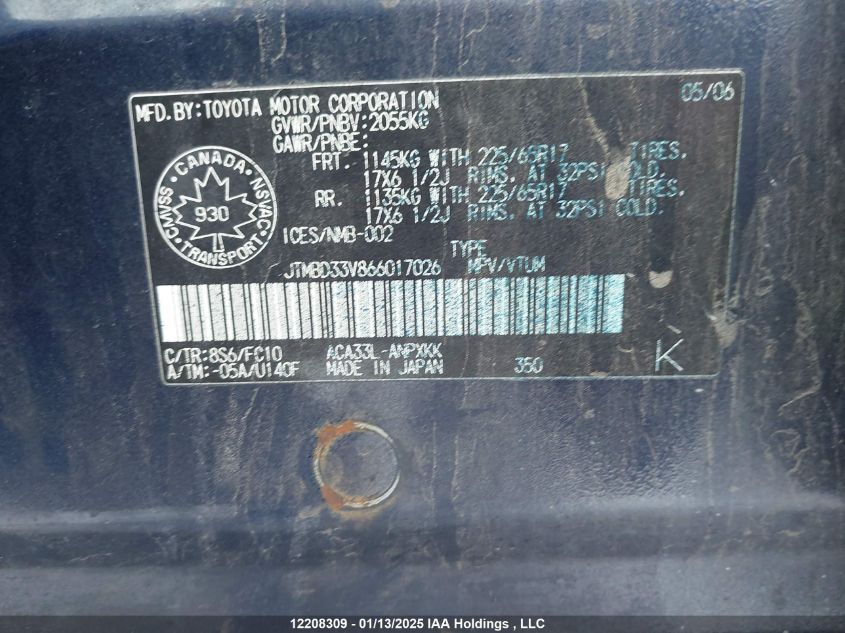 MFD. BY: TOYOTA MOTOR CORPORATION 05/06
GVWR/PNBV: 2055KG
GAWR/PNBE:
FRT. 1145KG WITH 225/65R17 TIRES.
17X6 1/2J RIMS. AT 32PSI COLD.
RR. 1135KG WITH 225/65R17 TIRES.
17X6 1/2J RIMS. AT 32PSI COLD.
CANADA
CMVSS 930 NSVAC
TRANSPORT
ICES/NMB-002
TYPE
JTMBD33V866017026 MPV/VTUM
C/TR: 8S6/FC10 ACA33L-ANPXKK
A/TM: -05A/U140F MADE IN JAPAN 350 K
12208309 - 01/13/2025 IAA Holdings , LLC